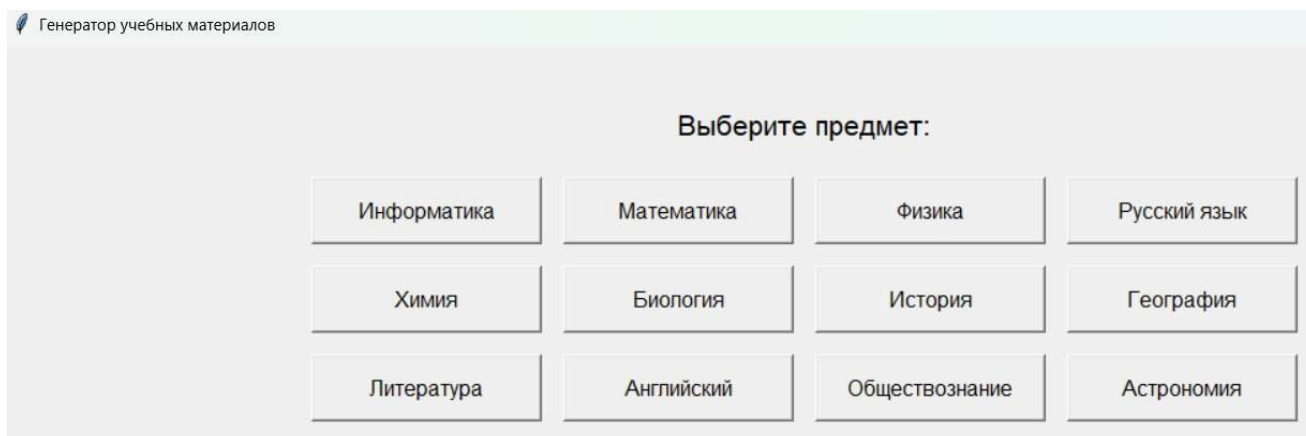 Генератор учебных материалов
Выберите предмет:
Информатика Математика Физика Русский язык
Химия Биология История География
Литература Английский Обществознание Астрономия